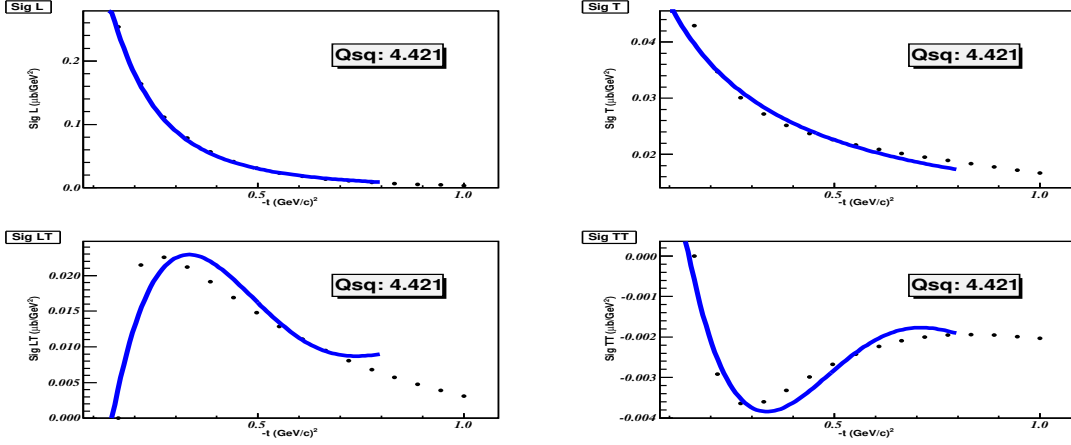 Sig L
Sig L (μb/GeV²)
0.2
0.1
0.0
Qsq: 4.421
0.5
1.0
-t (GeV/c)²
Sig T
Sig T (μb/GeV²)
0.04
0.03
0.02
Qsq: 4.421
0.5
1.0
-t (GeV/c)²
Sig LT
Sig LT (μb/GeV²)
0.020
0.015
0.010
0.005
0.000
Qsq: 4.421
0.5
1.0
-t (GeV/c)²
Sig TT
Sig TT (μb/GeV²)
0.000
-0.001
-0.002
-0.003
-0.004
Qsq: 4.421
0.5
1.0
-t (GeV/c)²